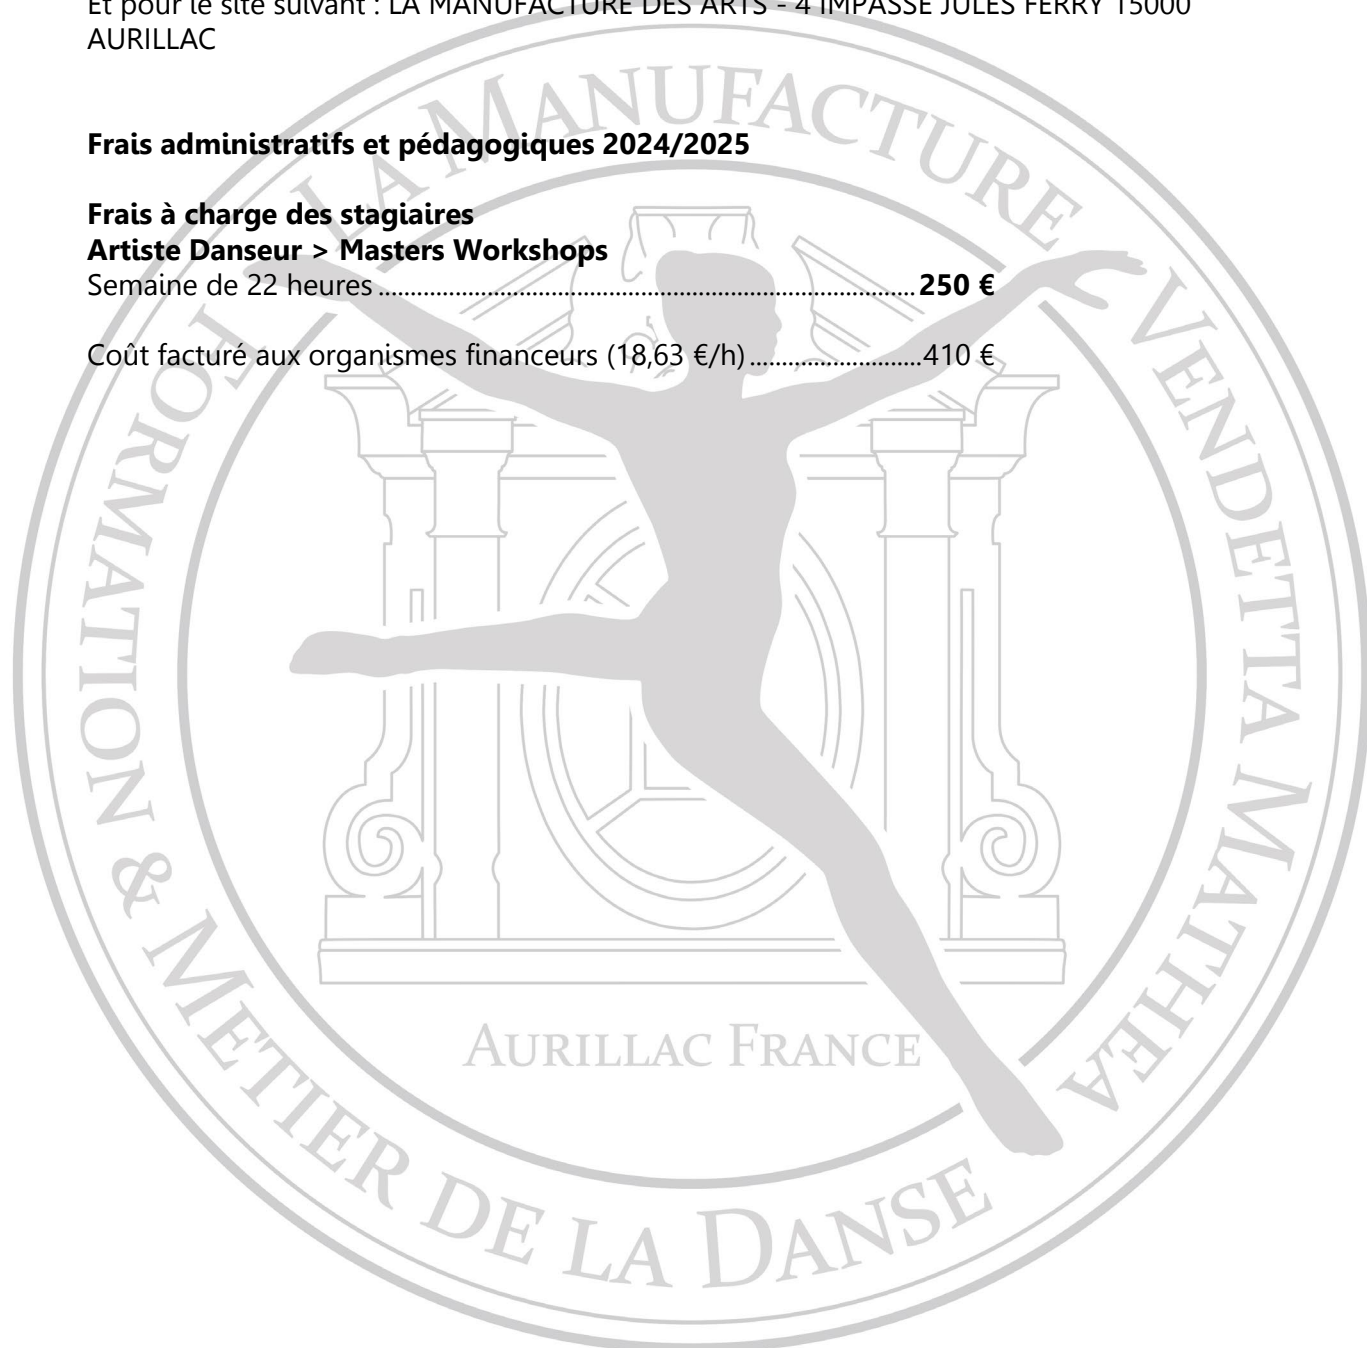 Et pour le site suivant : LA MANUFACTURE DES ARTS - 4 IMPASSE JULES FERRY 15000
AURILLAC
LA MANUFACTURE VENDETTA MATHEA
Frais administratifs et pédagogiques 2024/2025
Frais à charge des stagiaires
Artiste Danseur > Masters Workshops
Semaine de 22 heures ........................................................................ 250 €
Coût facturé aux organismes financeurs (18,63 €/h) ........................... 410 €
AURILLAC FRANCE
FORMATION & METIER DE LA DANSE